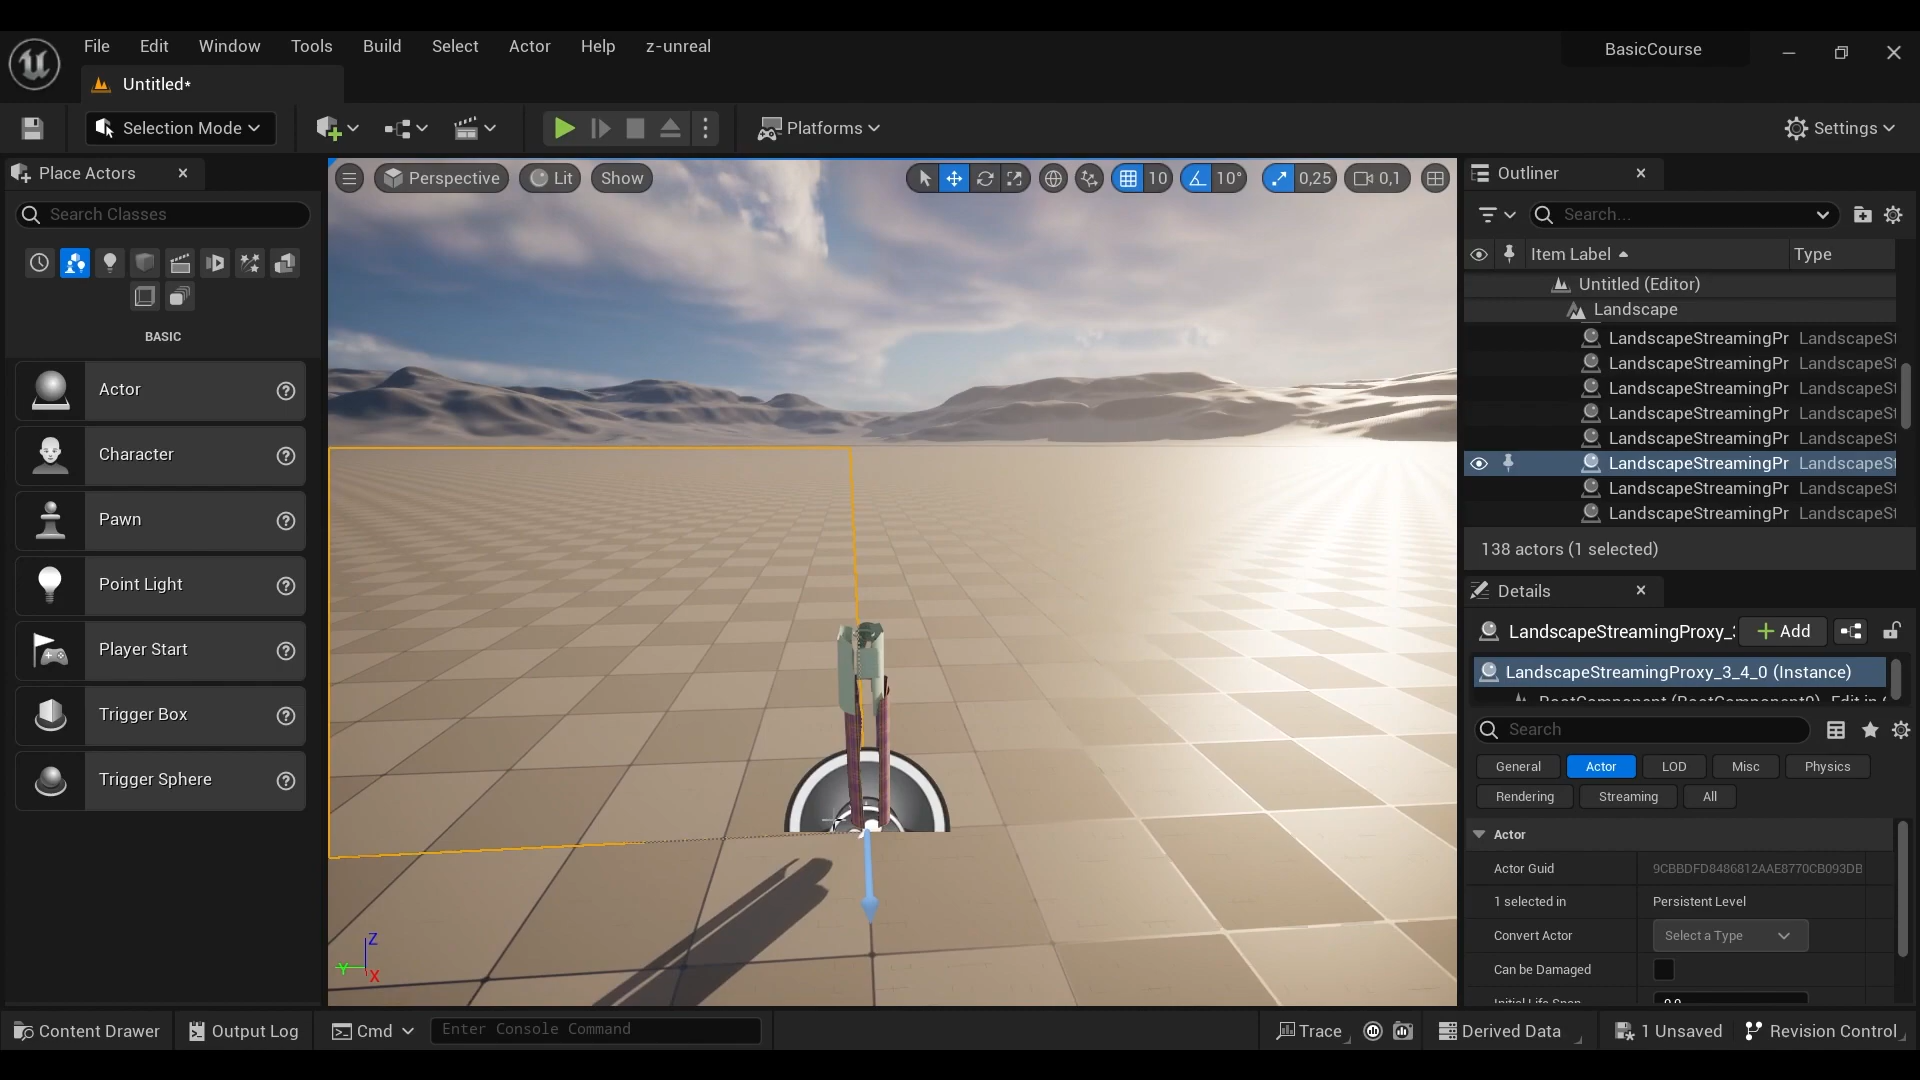 File Edit Window Tools Build Select Actor Help z-unreal
BasicCourse
Untitled*
Selection Mode
Platforms
Settings
Place Actors
Search Classes
BASIC
Actor
Character
Pawn
Point Light
Player Start
Trigger Box
Trigger Sphere
Perspective Lit Show
10 10° 0,25 0,1
Z
Y
X
Outliner
Search...
Item Label Type
Untitled (Editor)
Landscape
LandscapeStreamingPr LandscapeSt
LandscapeStreamingPr LandscapeSt
LandscapeStreamingPr LandscapeSt
LandscapeStreamingPr LandscapeSt
LandscapeStreamingPr LandscapeSt
LandscapeStreamingPr LandscapeSt
LandscapeStreamingPr LandscapeSt
LandscapeStreamingPr LandscapeSt
138 actors (1 selected)
Details
LandscapeStreamingProxy_ Add
LandscapeStreamingProxy_3_4_0 (Instance)
Search
General Actor LOD Misc Physics
Rendering Streaming All
Actor
Actor Guid 9CBBDFD8486812AAE8770CB093DB
1 selected in Persistent Level
Convert Actor Select a Type
Can be Damaged
Content Drawer Output Log Cmd Enter Console Command Trace Derived Data 1 Unsaved Revision Control